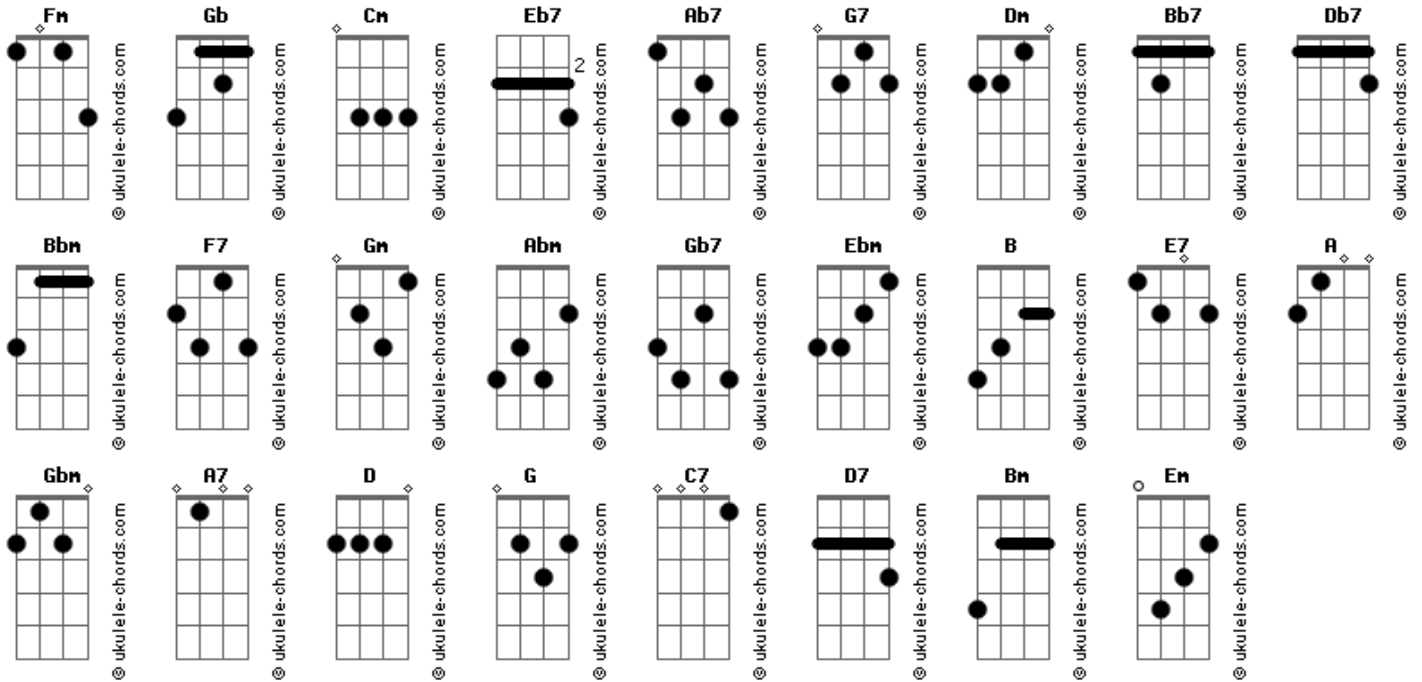 Fm Gb Cm Eb7 Ab7 G7 Dm Bb7 Db7
2
© ukulele-chords.com © ukulele-chords.com © ukulele-chords.com © ukulele-chords.com © ukulele-chords.com © ukulele-chords.com © ukulele-chords.com © ukulele-chords.com © ukulele-chords.com
Bbm F7 Gm Abm Gb7 Ebm B E7 A
© ukulele-chords.com © ukulele-chords.com © ukulele-chords.com © ukulele-chords.com © ukulele-chords.com © ukulele-chords.com © ukulele-chords.com © ukulele-chords.com © ukulele-chords.com
Gbm A7 D G C7 D7 Bm Em
© ukulele-chords.com © ukulele-chords.com © ukulele-chords.com © ukulele-chords.com © ukulele-chords.com © ukulele-chords.com © ukulele-chords.com © ukulele-chords.com